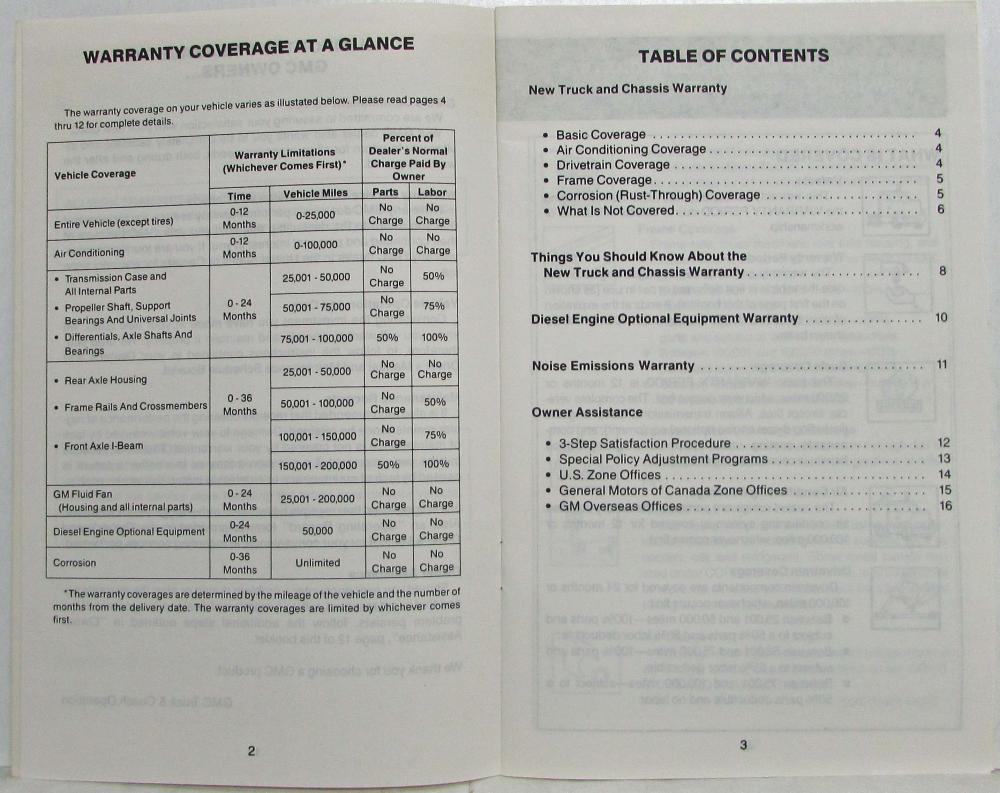 WARRANTY COVERAGE AT A GLANCE
The warranty coverage on your vehicle varies as illustated below. Please read pages 4
thru 12 for complete details.
Vehicle Coverage
Warranty Limitations
(Whichever Comes First)*
Percent of
Dealer's Normal
Charge Paid By
Owner
Time Vehicle Miles Parts Labor
Entire Vehicle (except tires) 0-12 Months 0-25,000 No Charge No Charge
Air Conditioning 0-12 Months 0-100,000 No Charge No Charge
• Transmission Case and
All Internal Parts
25,001 - 50,000 No Charge 50%
• Propeller Shaft, Support
Bearings And Universal Joints
0 - 24 Months
50,001 - 75,000 No Charge 75%
• Differentials, Axle Shafts And
Bearings
75,001 - 100,000 50% 100%
• Rear Axle Housing
25,001 - 50,000 No Charge No Charge
• Frame Rails And Crossmembers
0 - 36 Months
50,001 - 100,000 No Charge 50%
• Front Axle I-Beam
100,001 - 150,000 No Charge 75%
150,001 - 200,000 50% 100%
GM Fluid Fan
(Housing and all internal parts)
0 - 24 Months 25,001 - 200,000 No Charge No Charge
Diesel Engine Optional Equipment 0-24 Months 50,000 No Charge No Charge
Corrosion 0-36 Months Unlimited No Charge No Charge
*The warranty coverages are determined by the mileage of the vehicle and the number of
months from the delivery date. The warranty coverages are limited by whichever comes
first.
2
TABLE OF CONTENTS
New Truck and Chassis Warranty
• Basic Coverage . . . . . . . . . . 4
• Air Conditioning Coverage . . . . . . . . . . 4
• Drivetrain Coverage . . . . . . . . . . 4
• Frame Coverage . . . . . . . . . . 5
• Corrosion (Rust-Through) Coverage . . . . . . . . . . 5
• What Is Not Covered . . . . . . . . . . 6
Things You Should Know About the
New Truck and Chassis Warranty . . . . . . . . . . 8
Diesel Engine Optional Equipment Warranty . . . . . . . . . . 10
Noise Emissions Warranty . . . . . . . . . . 11
Owner Assistance
• 3-Step Satisfaction Procedure . . . . . . . . . . 12
• Special Policy Adjustment Programs . . . . . . . . . . 13
• U.S. Zone Offices . . . . . . . . . . 14
• General Motors of Canada Zone Offices . . . . . . . . . . 15
• GM Overseas Offices . . . . . . . . . . 16
3